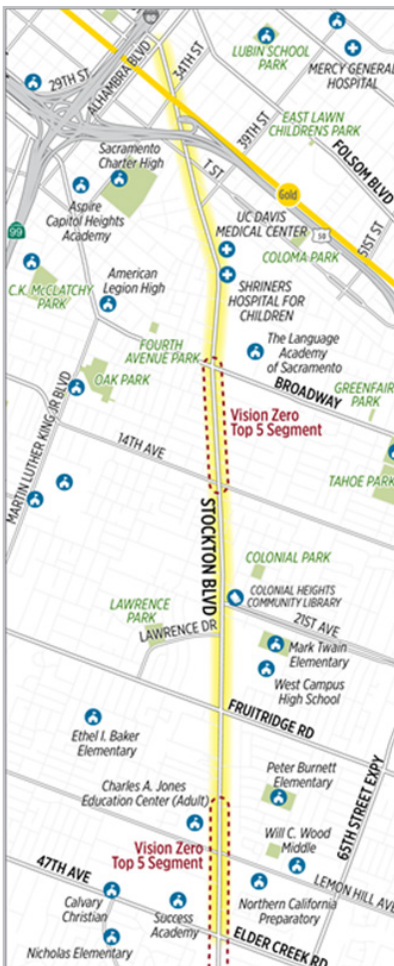 80
LUBIN SCHOOL
PARK
MERCY GENERAL
HOSPITAL
29TH ST
ALHAMBRA BLVD
34TH ST
39TH ST
EAST LAWN
CHILDRENS PARK
FOLSOM BLVD
Sacramento
Charter High
T ST
Aspire
Capitol Heights
Academy
Gold
UC DAVIS
MEDICAL CENTER
50
51ST ST
99
COLOMA PARK
C.K. McCLATCHY
PARK
American
Legion High
SHRINERS
HOSPITAL FOR
CHILDREN
FOURTH
AVENUE PARK
The Language
Academy
of Sacramento
OAK PARK
BROADWAY
GREENFAIR
PARK
MARTIN LUTHER KING JR BLVD
Vision Zero
Top 5 Segment
14TH AVE
TAHOE PARK
STOCKTON BLVD
COLONIAL PARK
COLONIAL HEIGHTS
COMMUNITY LIBRARY
LAWRENCE
PARK
LAWRENCE DR
21ST AVE
Mark Twain
Elementary
West Campus
High School
FRUITRIDGE RD
Ethel I. Baker
Elementary
Peter Burnett
Elementary
65TH STREET EXPY
Charles A. Jones
Education Center (Adult)
Will C. Wood
Middle
Vision Zero
Top 5 Segment
LEMON HILL AVE
47TH AVE
Calvary
Christian
Success
Academy
Northern California
Preparatory
ELDER CREEK RD
Nicholas Elementary